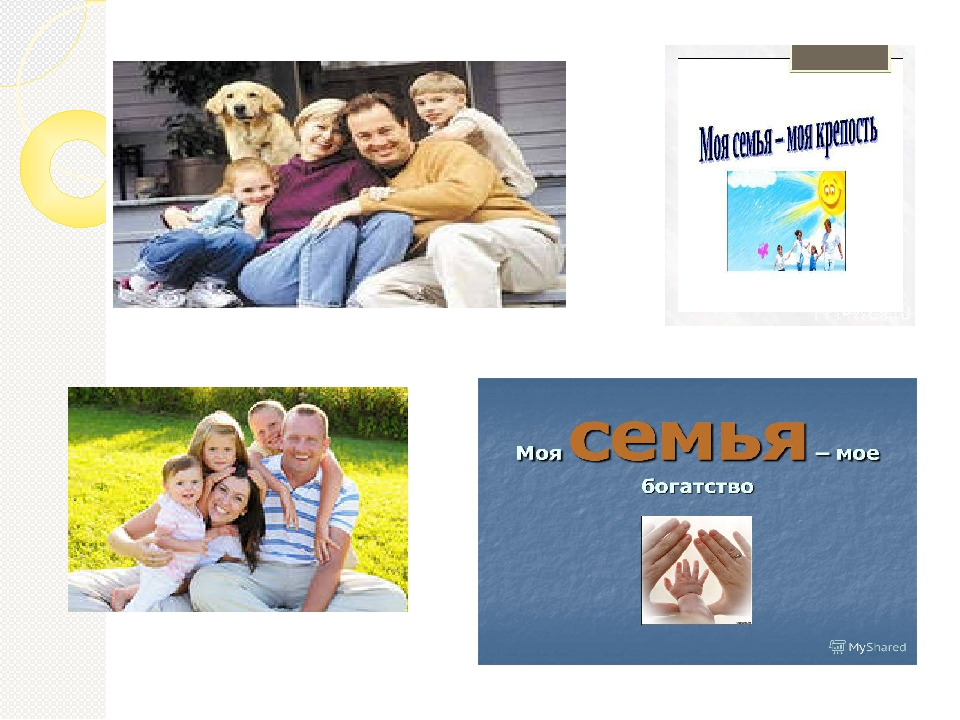 Моя семья – моя крепость
Моя семья – мое
богатство
MyShared